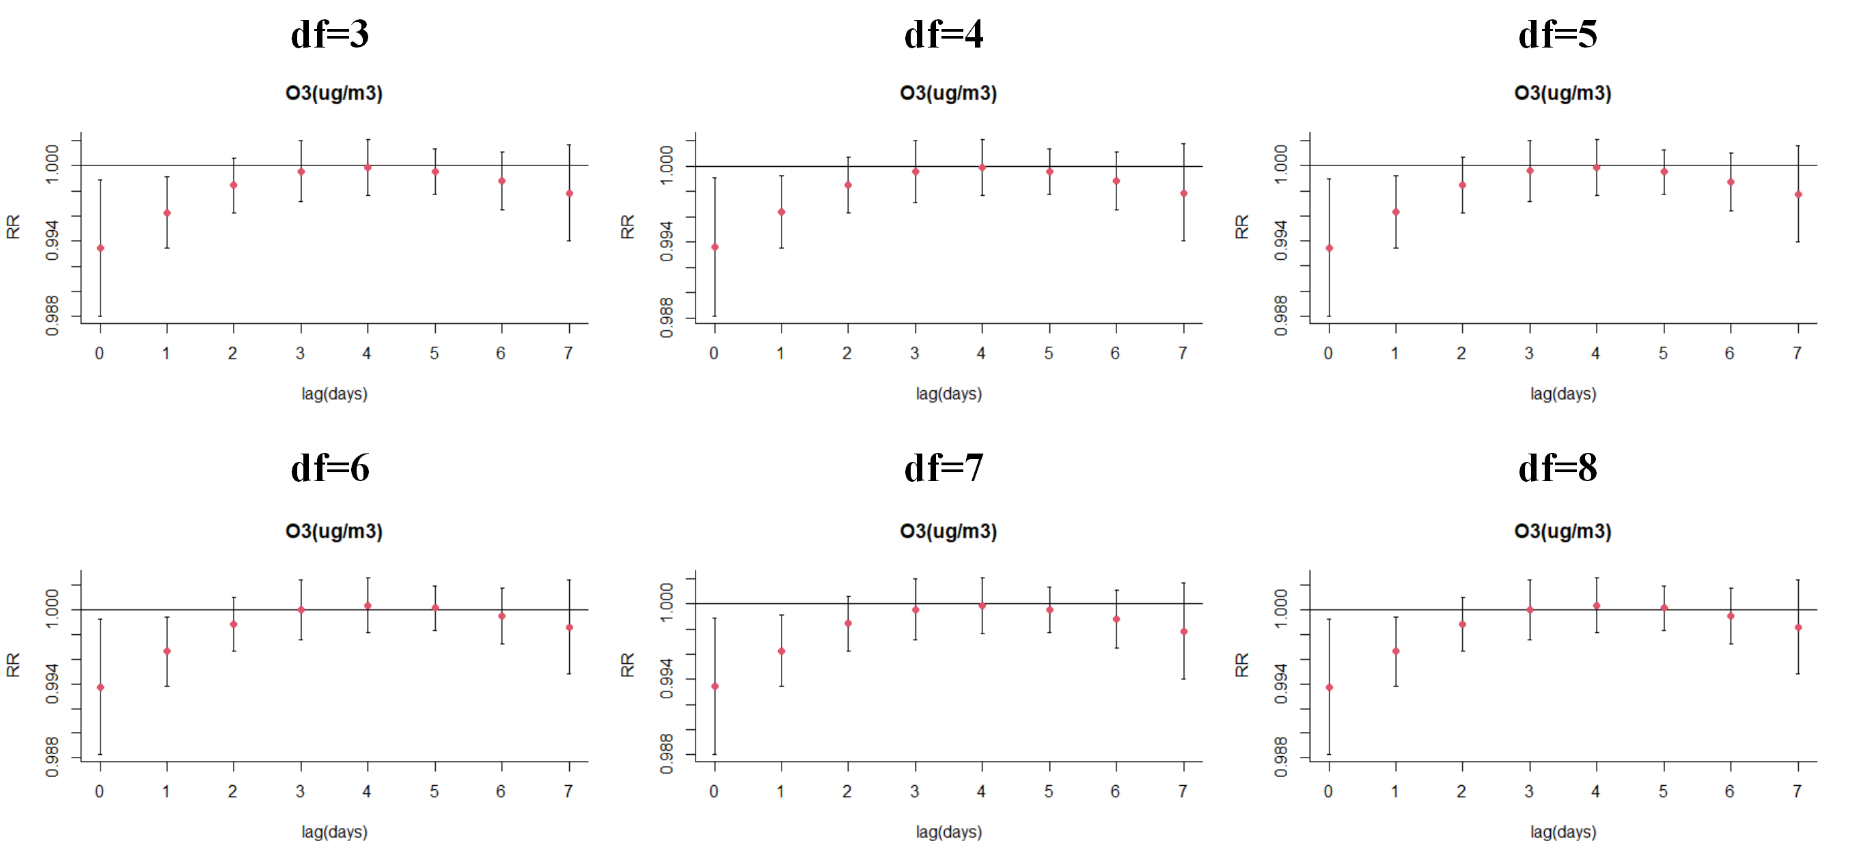 df=3
O3(ug/m3)
1.000
0.994
0.988
RR
0 1 2 3 4 5 6 7
lag(days)
df=4
O3(ug/m3)
1.000
0.994
0.988
RR
0 1 2 3 4 5 6 7
lag(days)
df=5
O3(ug/m3)
1.000
0.994
0.988
RR
0 1 2 3 4 5 6 7
lag(days)
df=6
O3(ug/m3)
1.000
0.994
0.988
RR
0 1 2 3 4 5 6 7
lag(days)
df=7
O3(ug/m3)
1.000
0.994
0.988
RR
0 1 2 3 4 5 6 7
lag(days)
df=8
O3(ug/m3)
1.000
0.994
0.988
RR
0 1 2 3 4 5 6 7
lag(days)